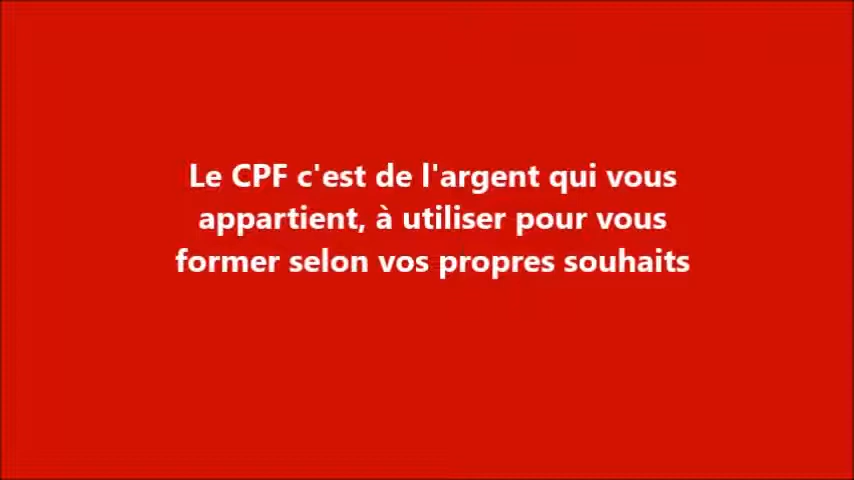 Le CPF c'est de l'argent qui vous
appartient, à utiliser pour vous
former selon vos propres souhaits